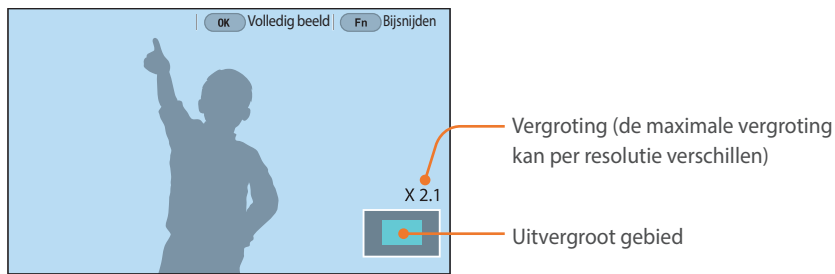 OK Volledig beeld Fn Bijsnijden
Vergroting (de maximale vergroting
kan per resolutie verschillen)
X 2.1
Uitvergroot gebied